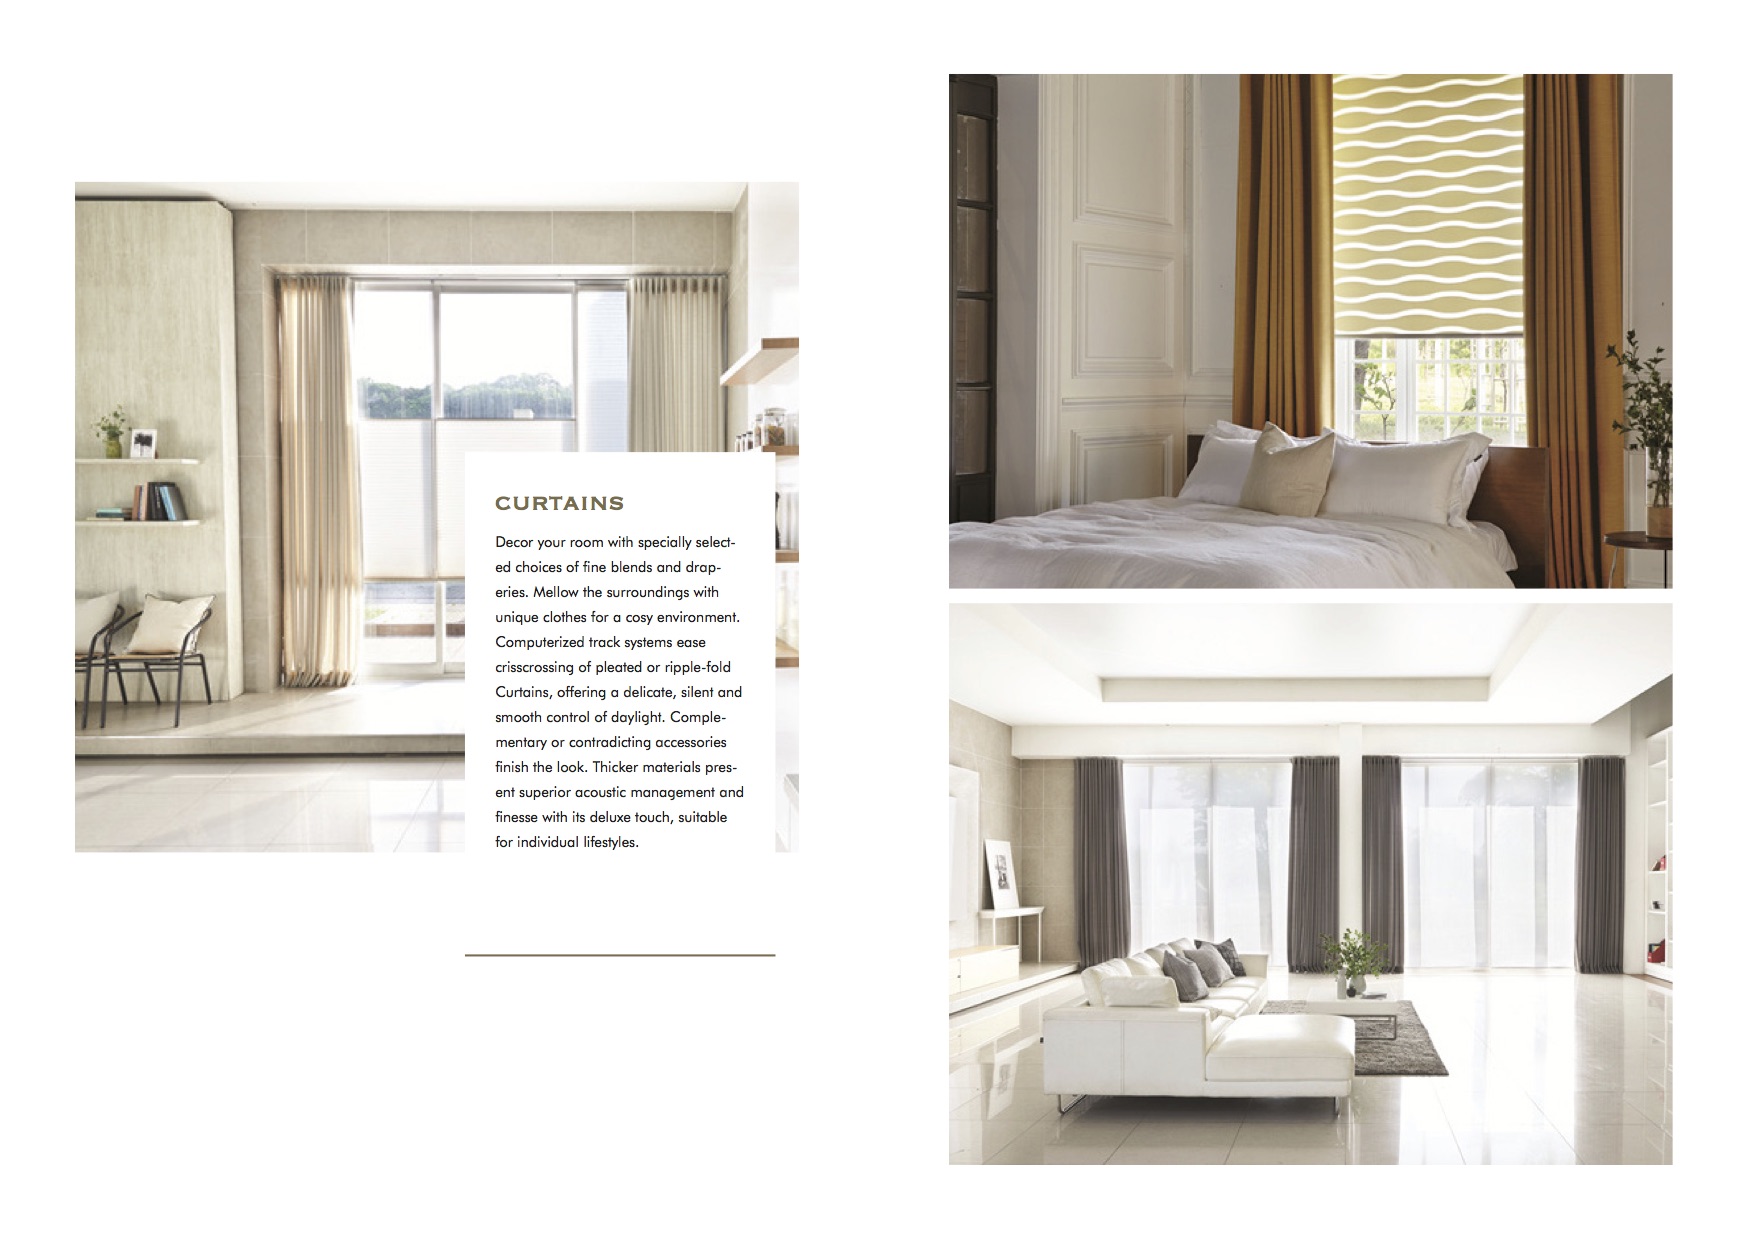 CURTAINS
Decor your room with specially select-
ed choices of fine blends and drap-
eries. Mellow the surroundings with
unique clothes for a cosy environment.
Computerized track systems ease
crisscrossing of pleated or ripple-fold
Curtains, offering a delicate, silent and
smooth control of daylight. Comple-
mentary or contradicting accessories
finish the look. Thicker materials pres-
ent superior acoustic management and
finesse with its deluxe touch, suitable
for individual lifestyles.